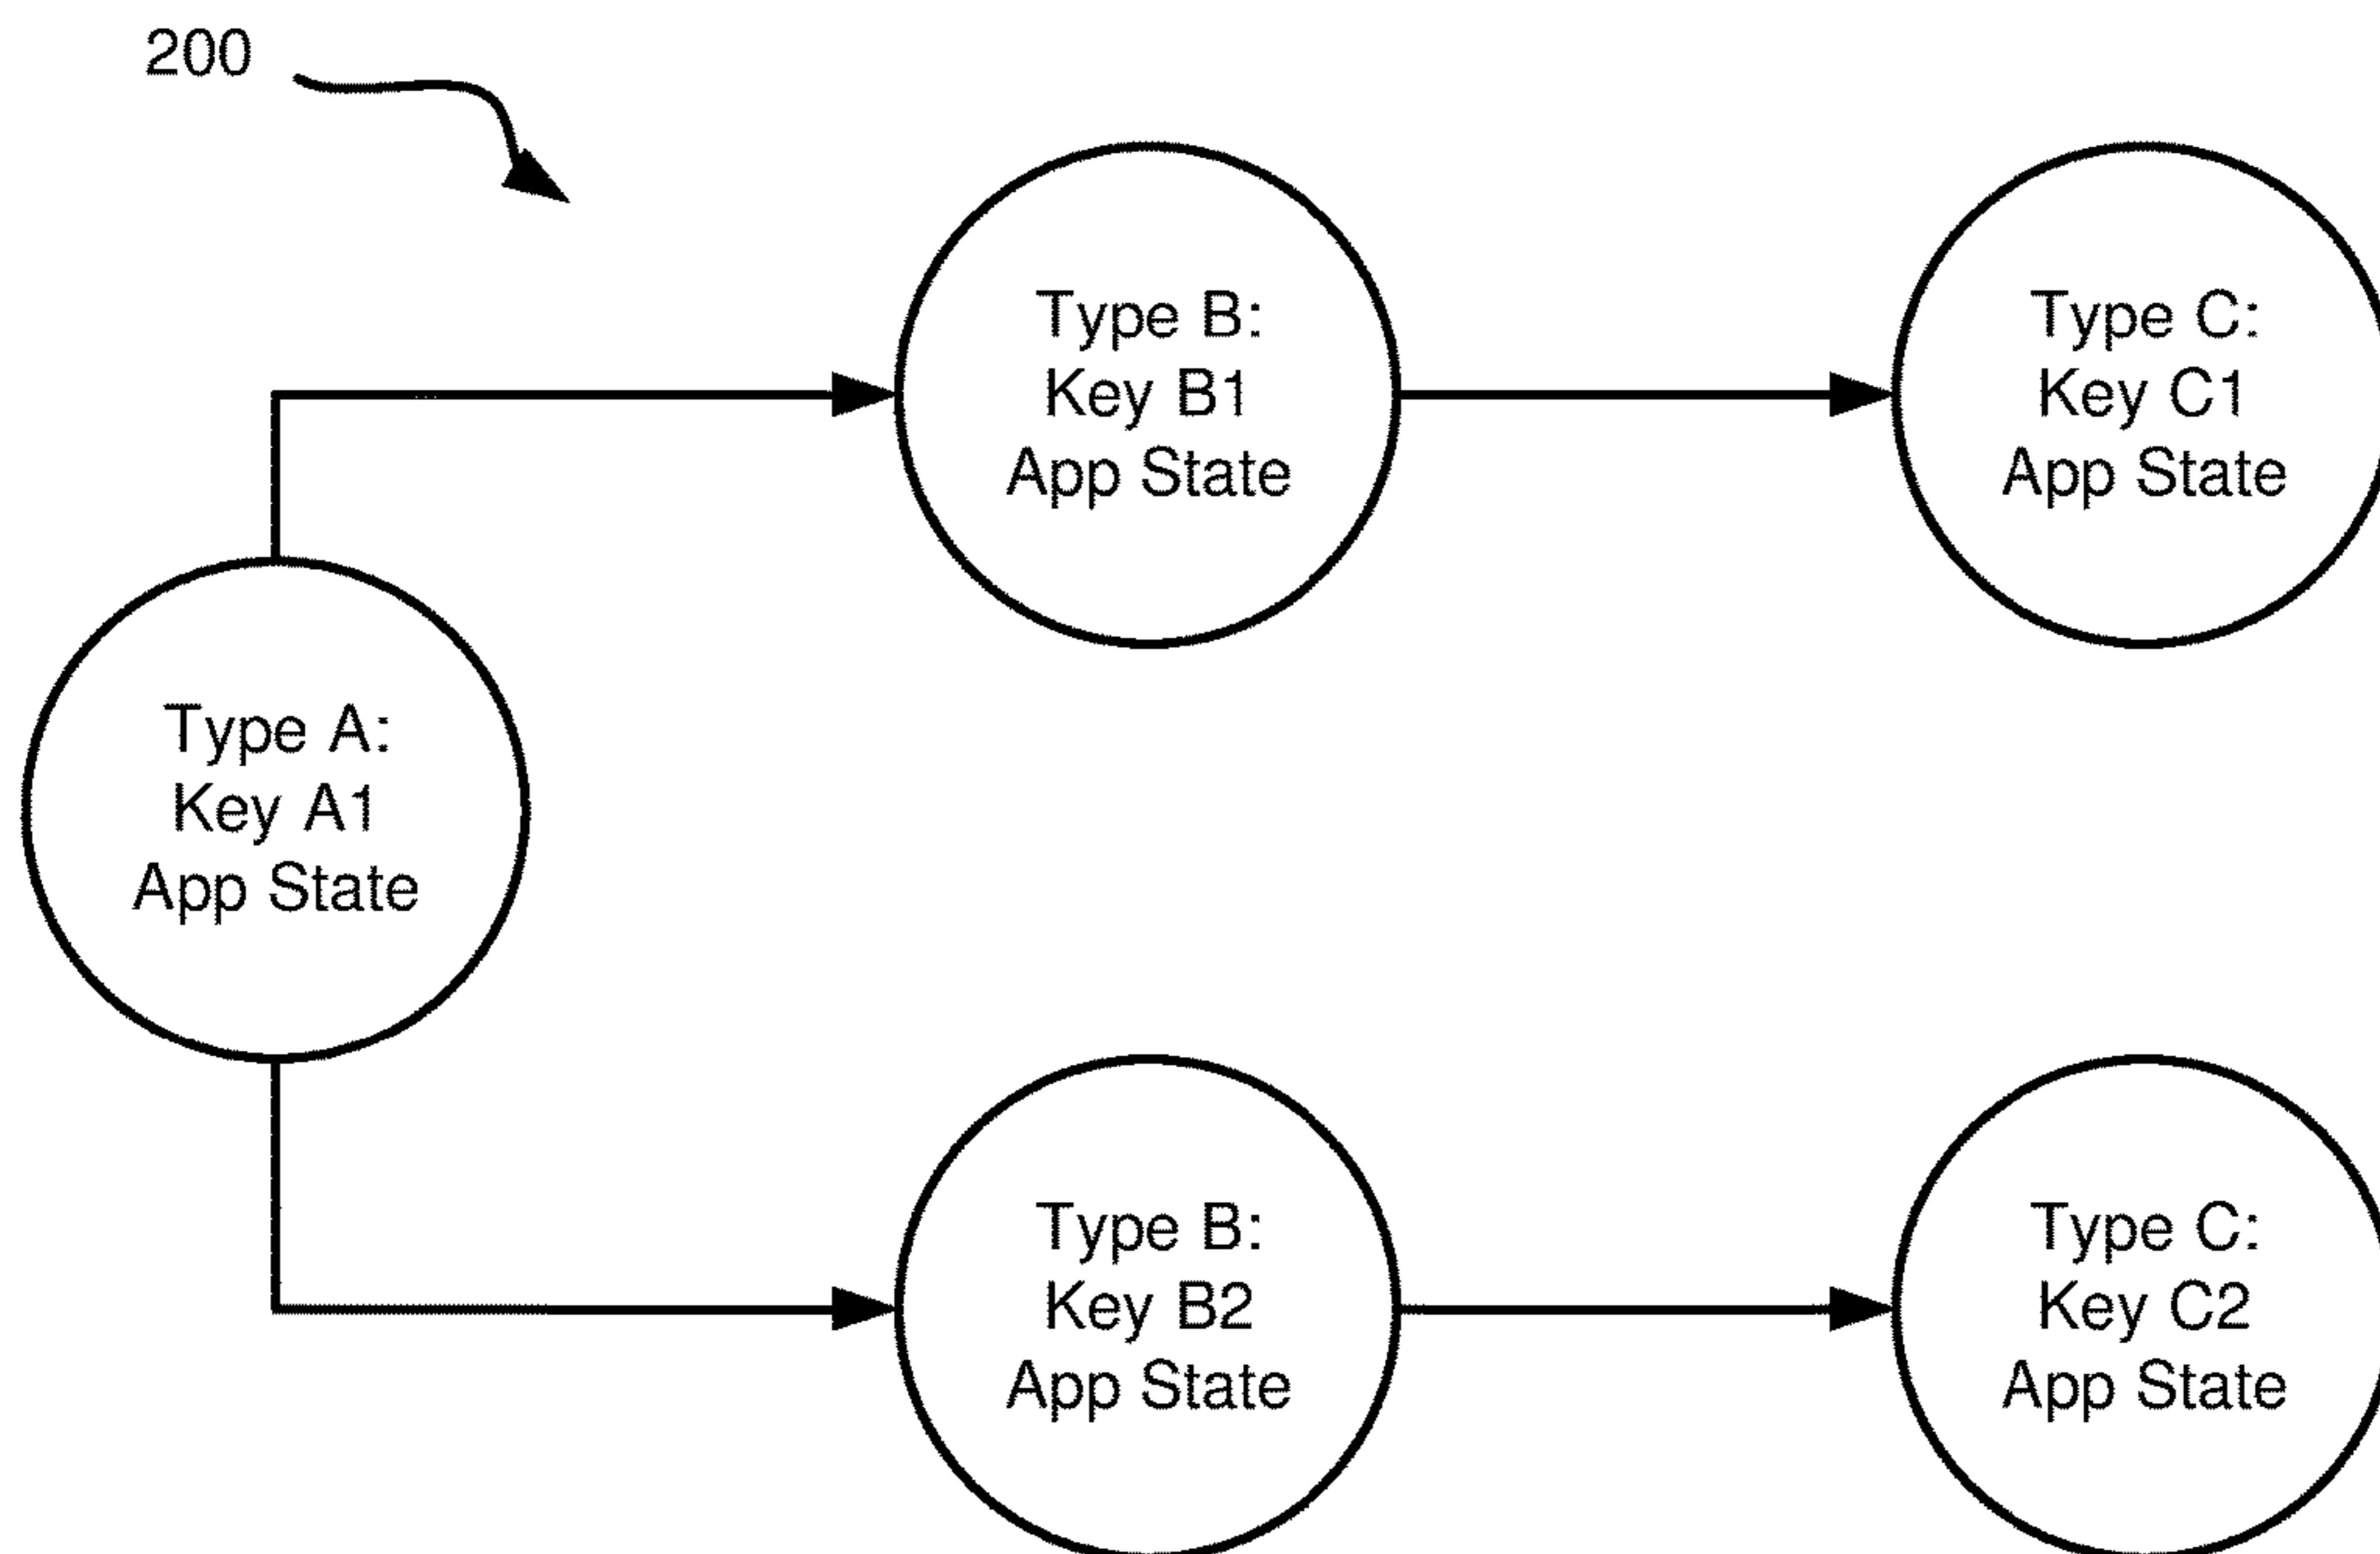 200
Type B:
Key B1
App State
Type C:
Key C1
App State
Type A:
Key A1
App State
Type B:
Key B2
App State
Type C:
Key C2
App State